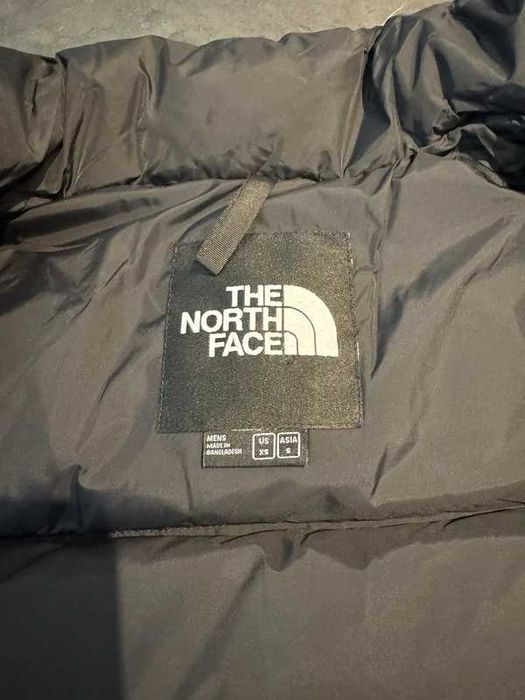 THE
NORTH
FACE
MENS
MADE IN
BANGLADESH
US
XS
ASIA
S